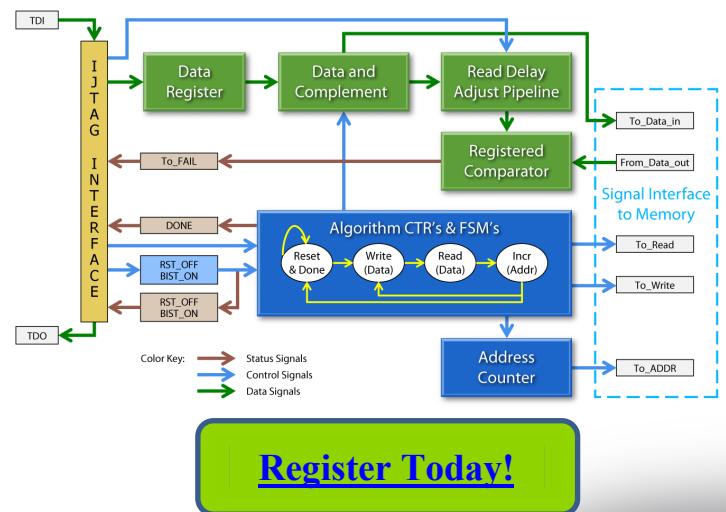 TDI
IJTAG INTERFACE
Data
Register
Data and
Complement
Read Delay
Adjust Pipeline
To_Data_in
To_FAIL
Registered
Comparator
From_Data_out
Signal Interface
to Memory
DONE
Algorithm CTR's & FSM's
Reset
& Done
Write
(Data)
Read
(Data)
Incr
(Addr)
To_Read
RST_OFF
BIST_ON
To_Write
RST_OFF
BIST_ON
TDO
Color Key:
Status Signals
Control Signals
Data Signals
Address
Counter
To_ADDR
Register Today!